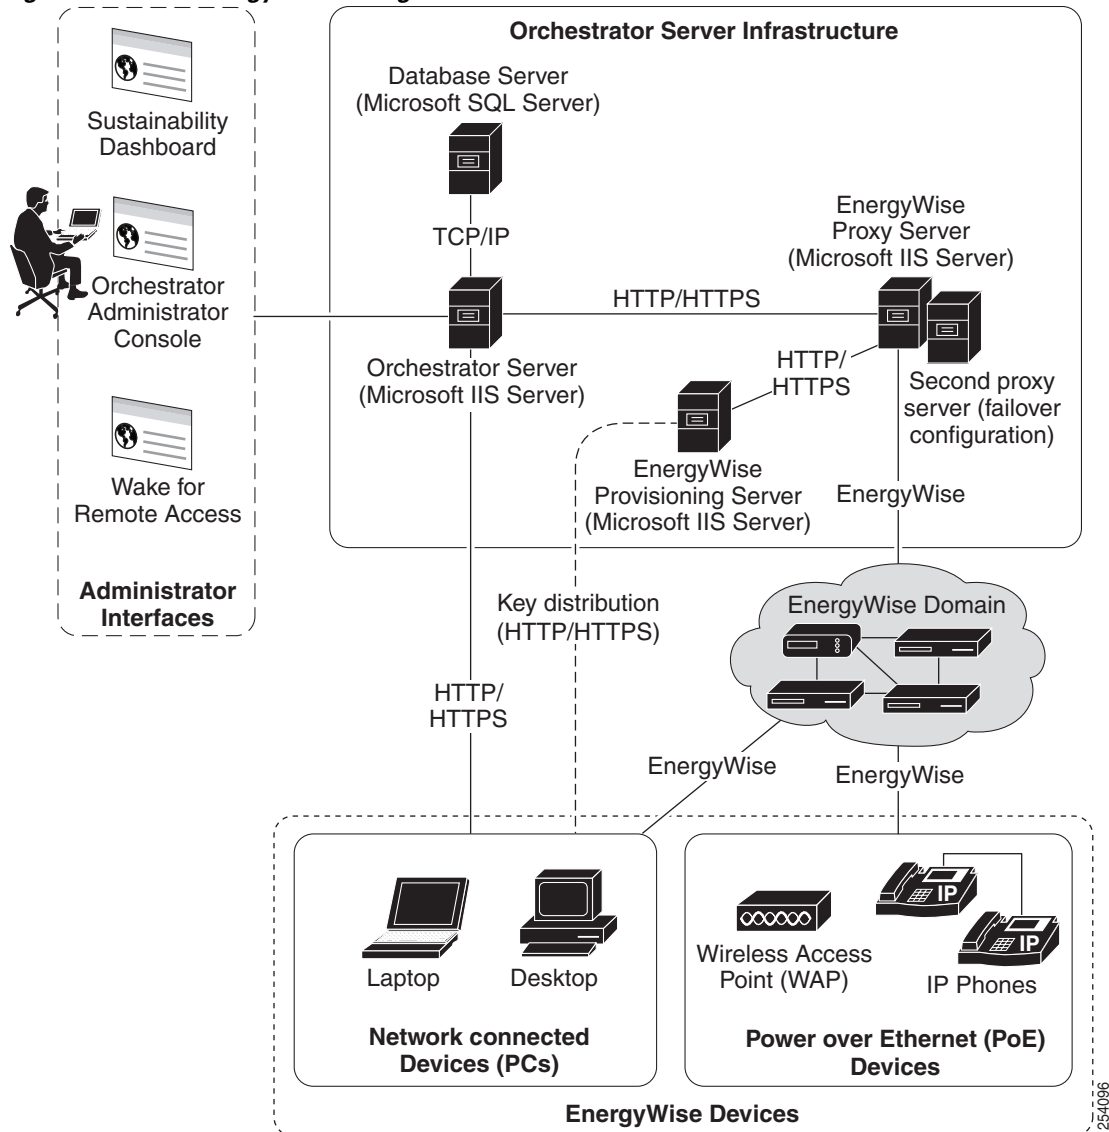 Orchestrator Server Infrastructure
Database Server
(Microsoft SQL Server)
Sustainability
Dashboard
TCP/IP
EnergyWise
Proxy Server
(Microsoft IIS Server)
Orchestrator
Administrator
Console
HTTP/HTTPS
Orchestrator Server
(Microsoft IIS Server)
HTTP/
HTTPS
Second proxy
server (failover
configuration)
Wake for
Remote Access
EnergyWise
Provisioning Server
(Microsoft IIS Server)
EnergyWise
Administrator
Interfaces
Key distribution
(HTTP/HTTPS)
EnergyWise Domain
HTTP/
HTTPS
EnergyWise
EnergyWise
Laptop
Desktop
Wireless Access
Point (WAP)
IP
IP
IP Phones
Network connected
Devices (PCs)
Power over Ethernet (PoE)
Devices
EnergyWise Devices
254096